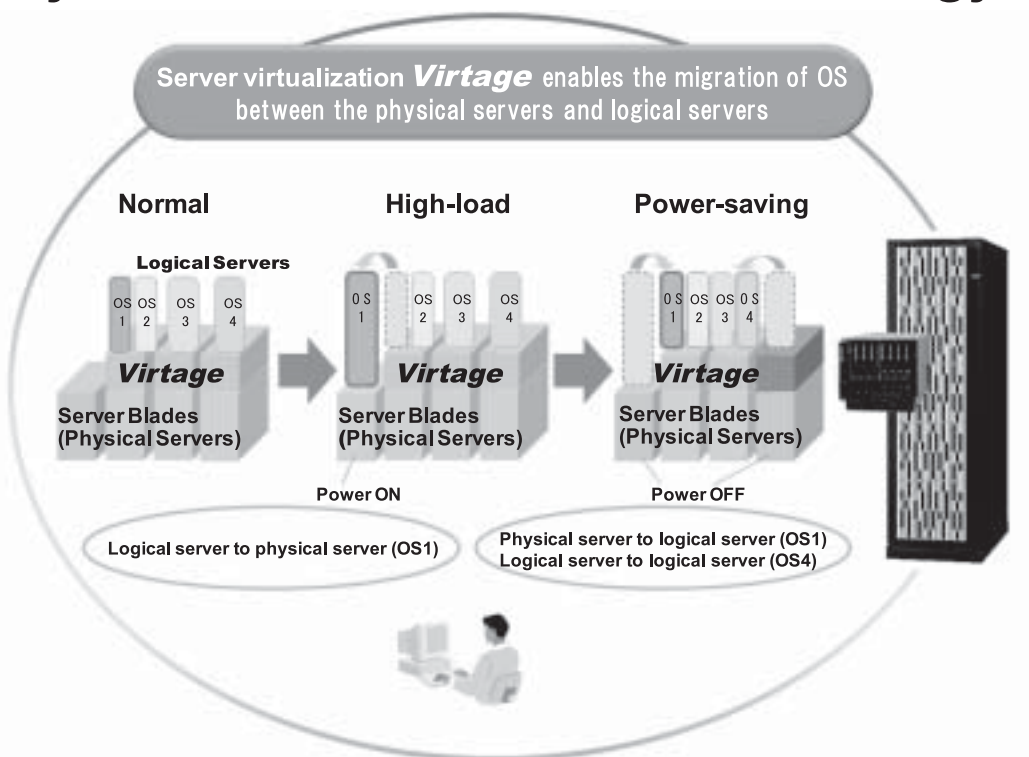 Server virtualization Virtage enables the migration of OS
between the physical servers and logical servers
Normal
High-load
Power-saving
Logical Servers
OS
1
OS
2
OS
3
OS
4
OS
1
OS
2
OS
3
OS
4
OS
1
OS
2
OS
3
OS
4
Virtage
Virtage
Virtage
Server Blades
(Physical Servers)
Server Blades
(Physical Servers)
Server Blades
(Physical Servers)
Power ON
Power OFF
Logical server to physical server (OS1)
Physical server to logical server (OS1)
Logical server to logical server (OS4)